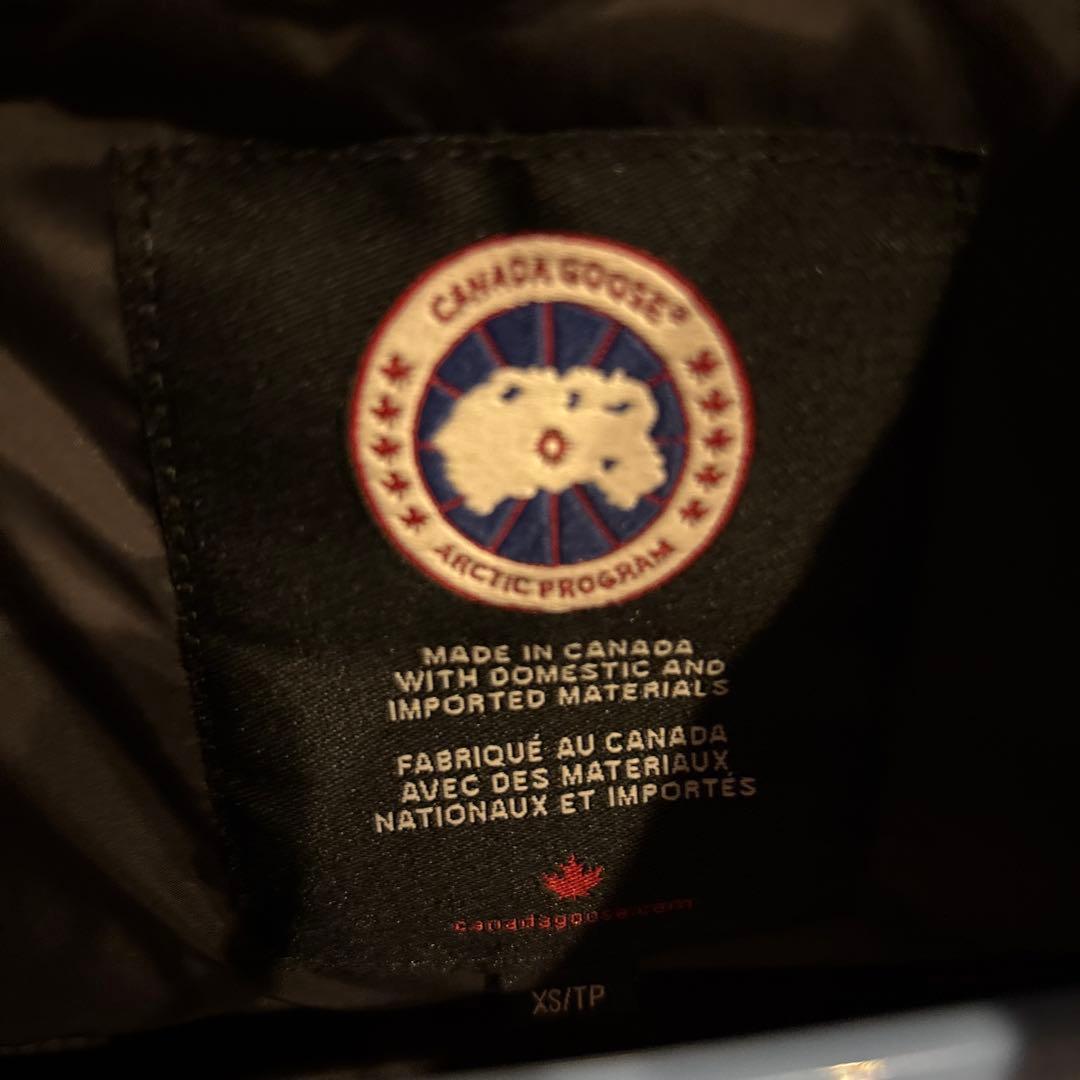 CANADA GOOSE®
ARCTIC PROGRAM
MADE IN CANADA
WITH DOMESTIC AND
IMPORTED MATERIALS
FABRIQUÉ AU CANADA
AVEC DES MATERIAUX
NATIONAUX ET IMPORTÉS
canadagoose.com
XS/TP